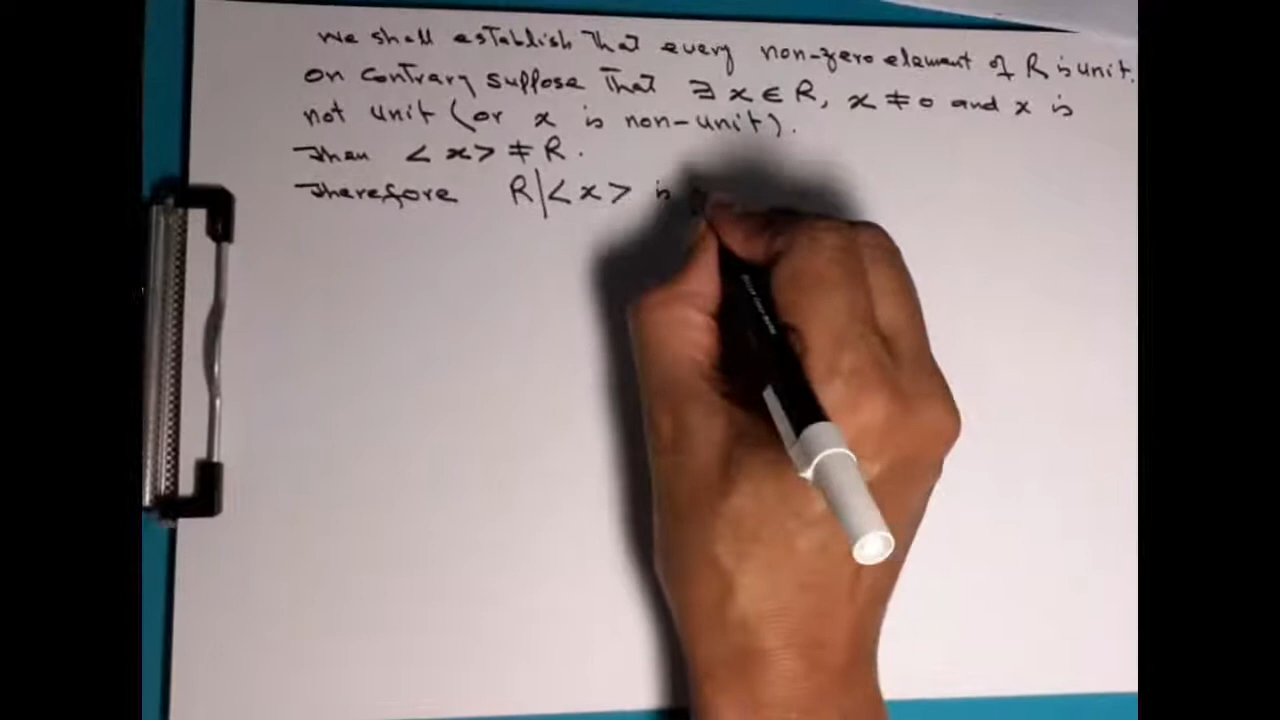 We shall establish that every non-zero element of R is unit.
on contrary suppose that ∃ x ∈ R, x ≠ 0 and x is
not unit (or x is non-unit).
Then < x > ≠ R.
Therefore R|< x > is